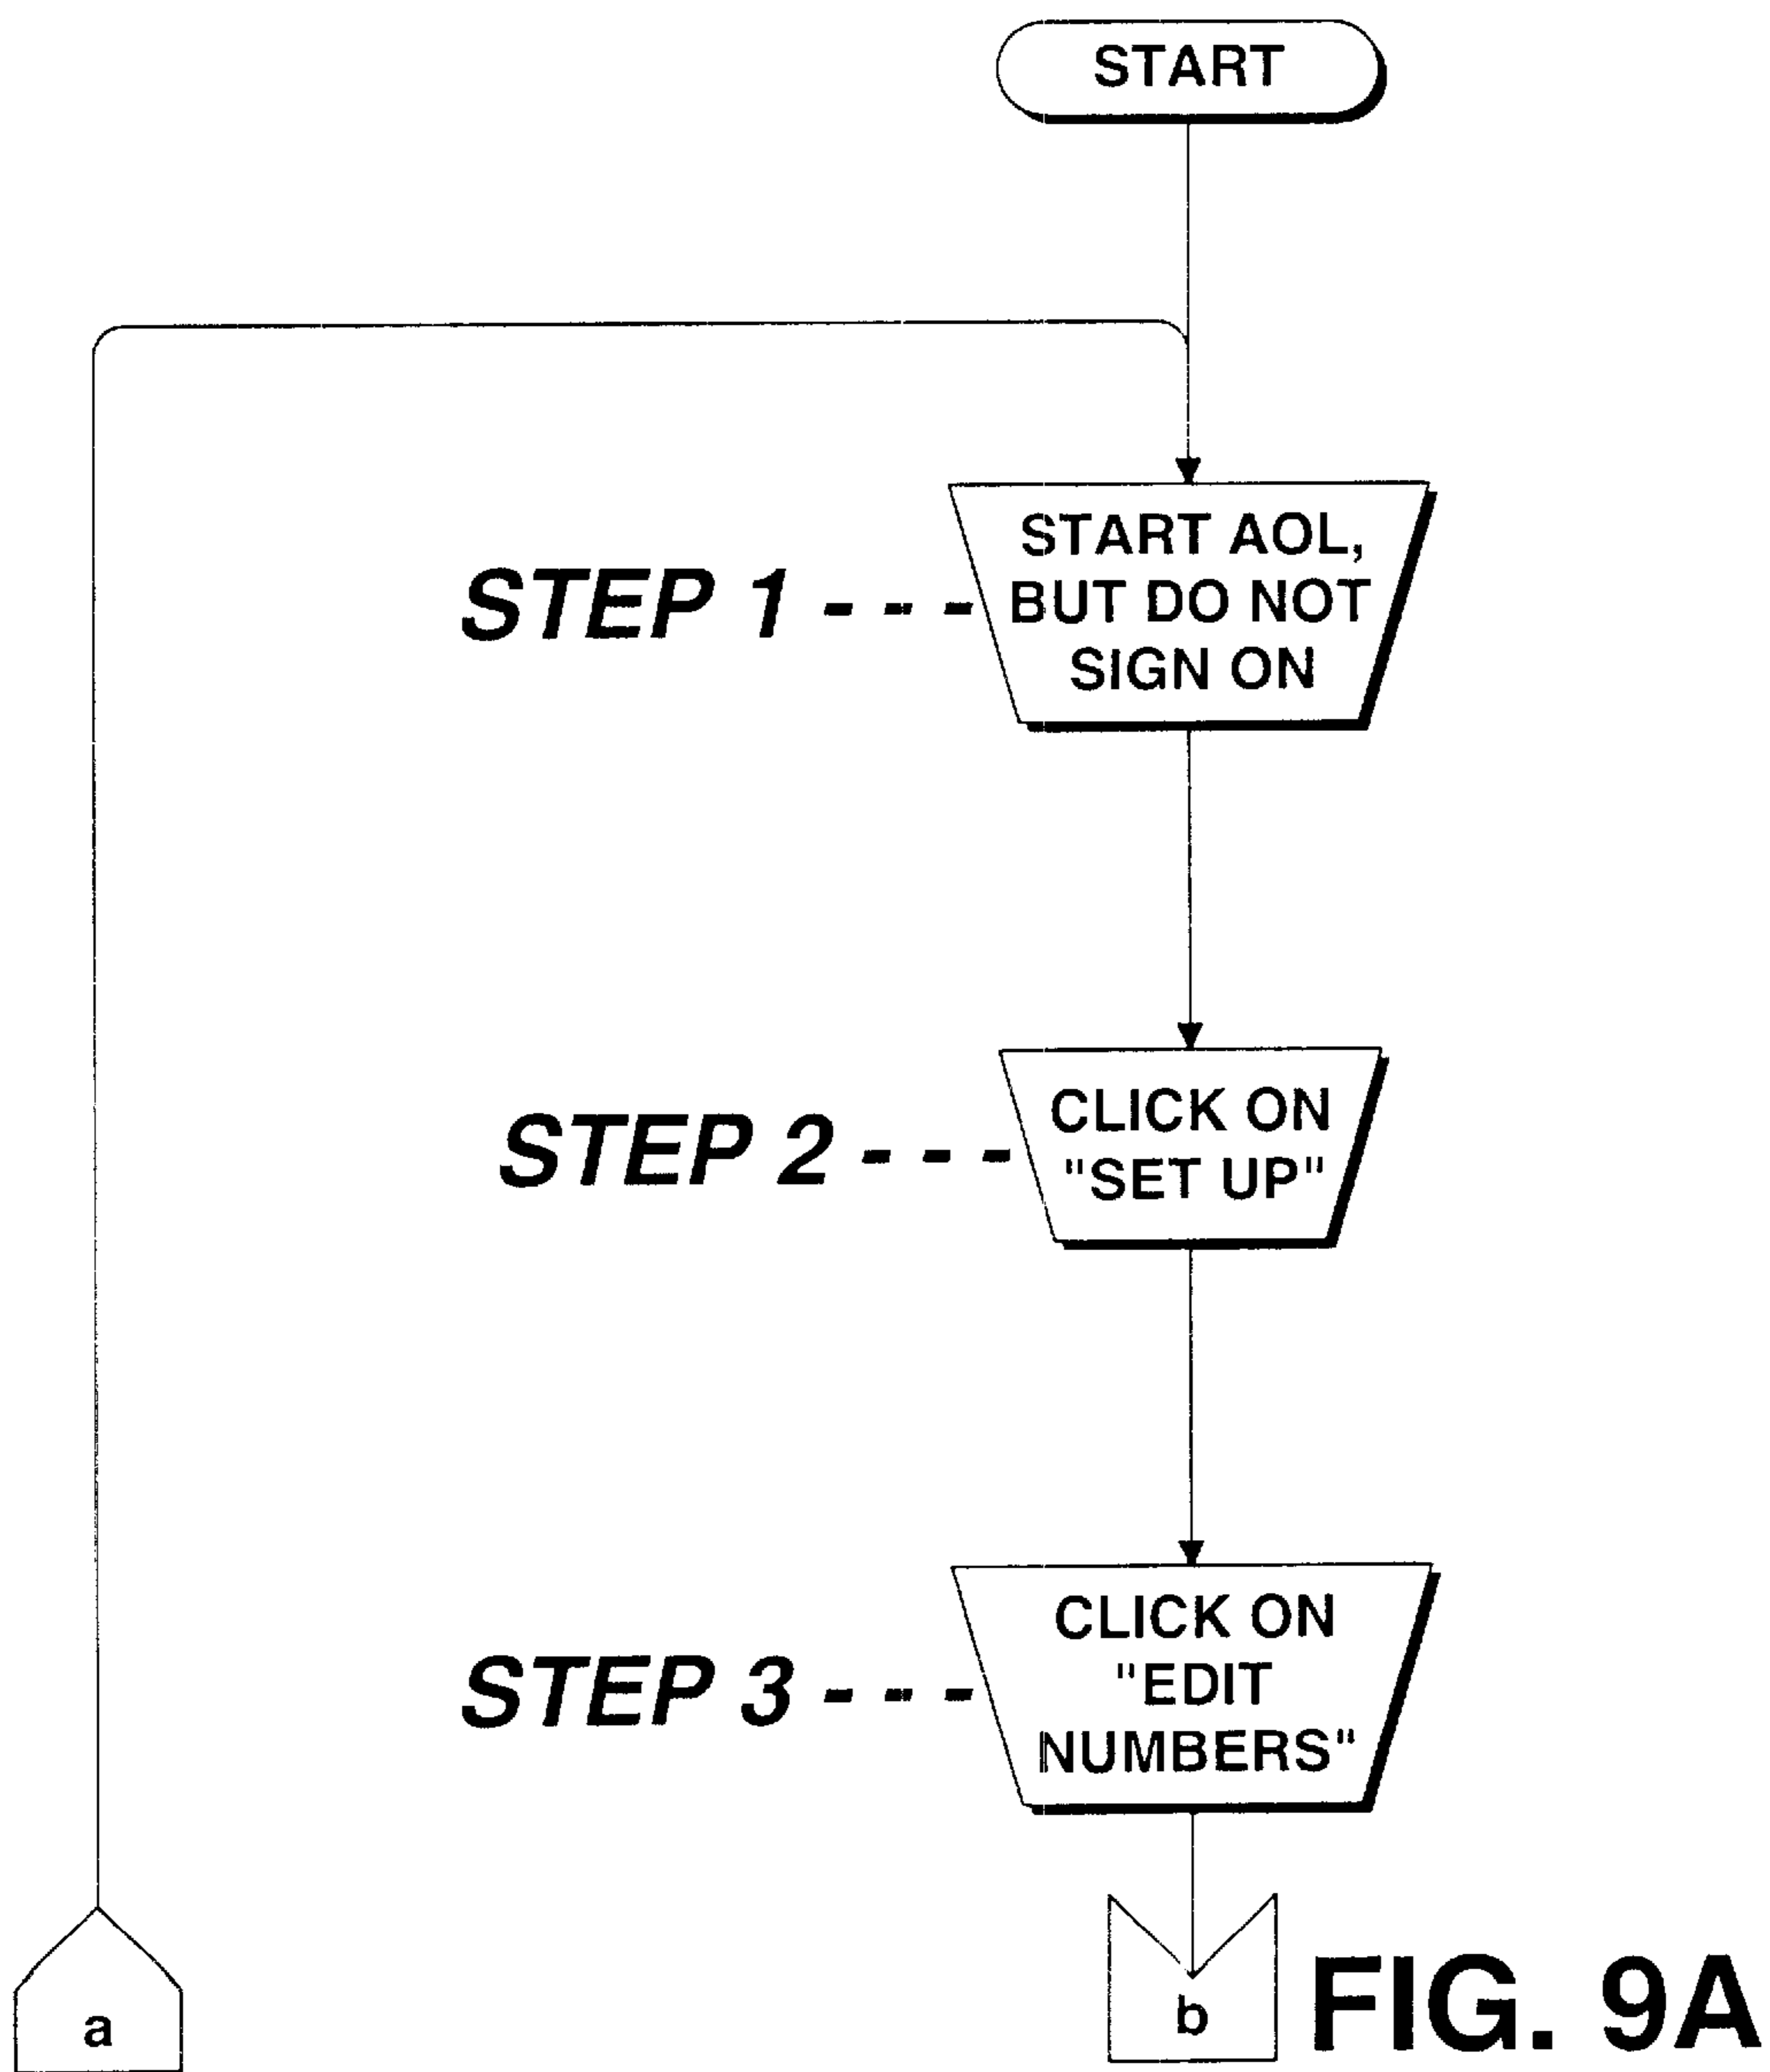 START
STEP 1 - - -
START AOL,
BUT DO NOT
SIGN ON
STEP 2 - - -
CLICK ON
"SET UP"
STEP 3 - - -
CLICK ON
"EDIT
NUMBERS"
a
b
FIG. 9A